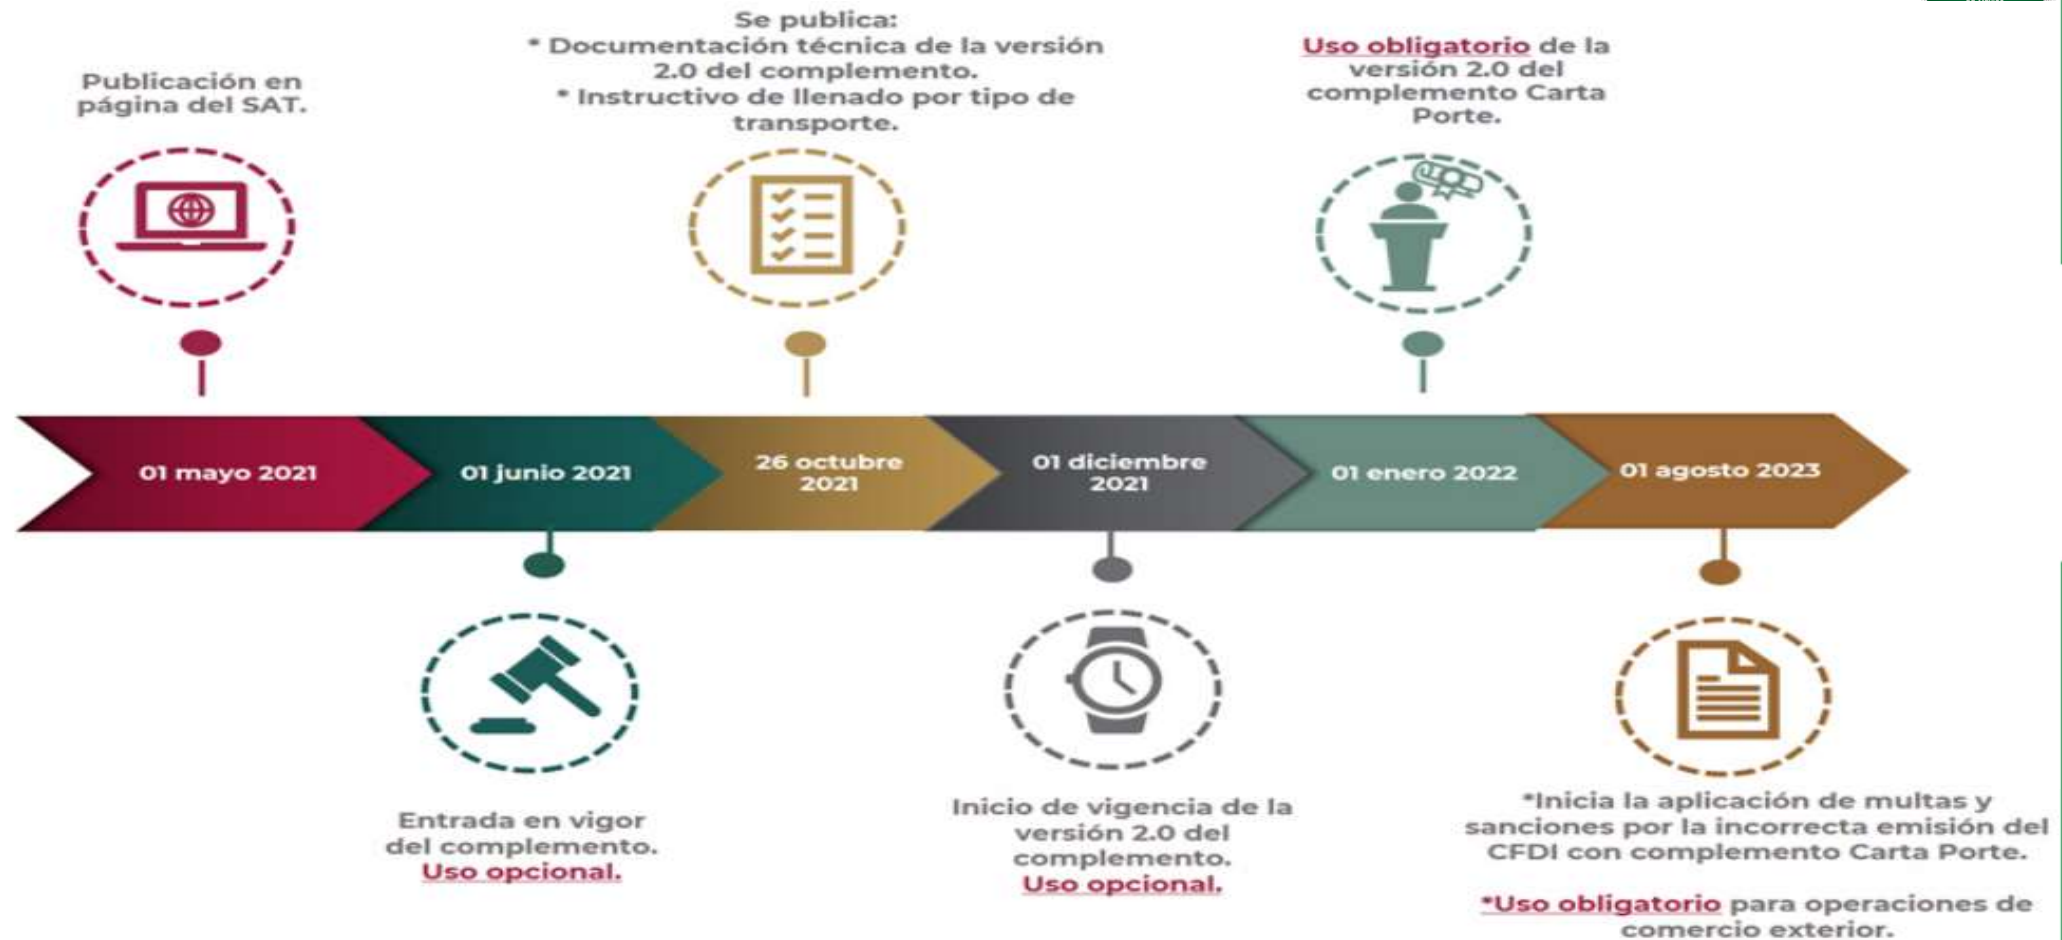 Publicación en
página del SAT.
Se publica:
* Documentación técnica de la versión
2.0 del complemento.
* Instructivo de llenado por tipo de
transporte.
Uso obligatorio de la
versión 2.0 del
complemento Carta
Porte.
01 mayo 2021
01 junio 2021
26 octubre
2021
01 diciembre
2021
01 enero 2022
01 agosto 2023
Entrada en vigor
del complemento.
Uso opcional.
Inicio de vigencia de la
versión 2.0 del
complemento.
Uso opcional.
*Inicia la aplicación de multas y
sanciones por la incorrecta emisión del
CFDI con complemento Carta Porte.
*Uso obligatorio para operaciones de
comercio exterior.